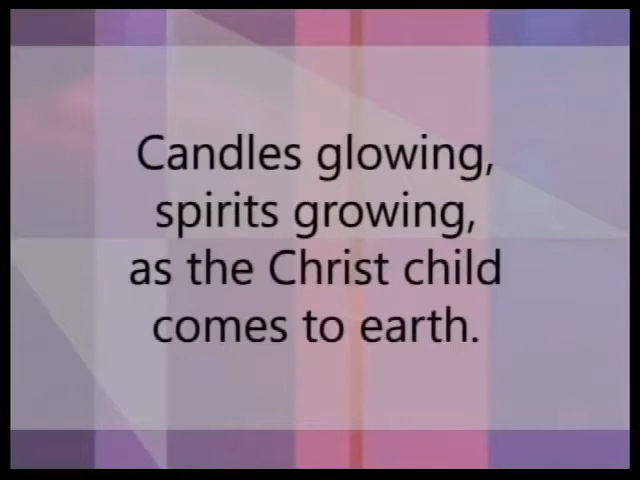 Candles glowing,
spirits growing,
as the Christ child
comes to earth.